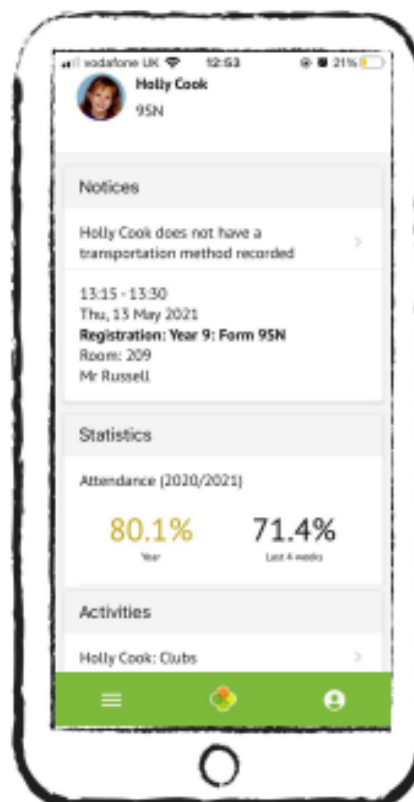 vodafone UK 12:53 21%
Holly Cook
9SN
Notices
Holly Cook does not have a
transportation method recorded
13:15 - 13:30
Thu, 13 May 2021
Registration: Year 9: Form 9SN
Room: 209
Mr Russell
Statistics
Attendance (2020/2021)
80.1% 71.4%
Year Last 4 weeks
Activities
Holly Cook: Clubs